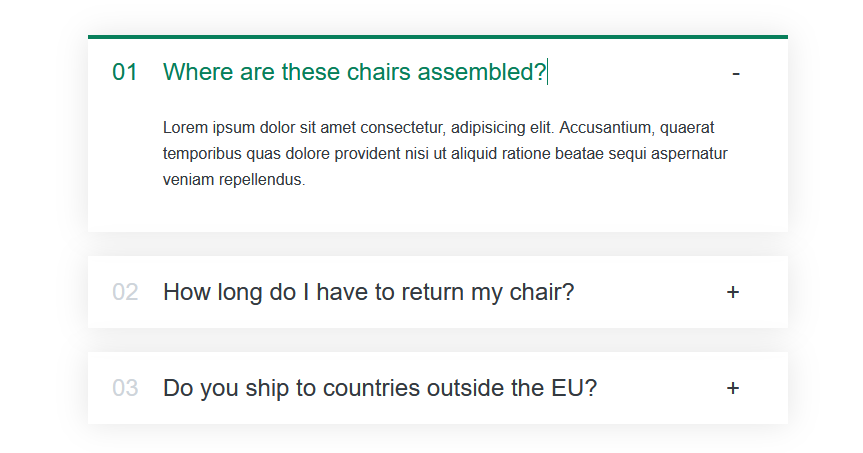 01 Where are these chairs assembled? -
Lorem ipsum dolor sit amet consectetur, adipisicing elit. Accusantium, quaerat
temporibus quas dolore provident nisi ut aliquid ratione beatae sequi aspernatur
veniam repellendus.
02 How long do I have to return my chair? +
03 Do you ship to countries outside the EU? +